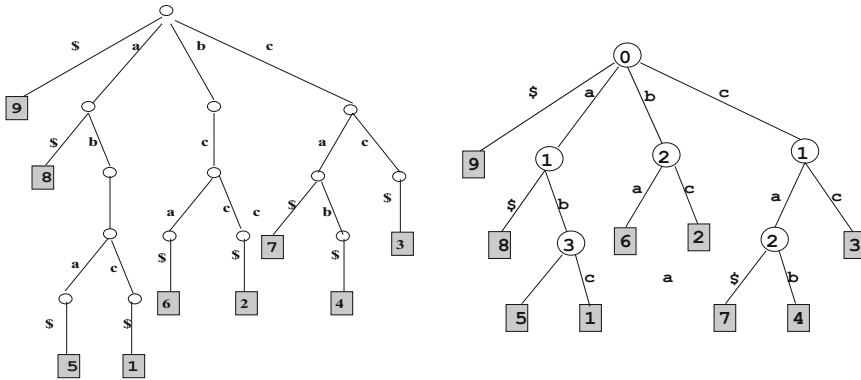 $ a b c
9 $ b c a c
8 $ b $
a c a c c 7 3
$ $ $
a c 6 2 4
$ $
5 1
0
$ a b c
9 1 2 1
$ b a c a c
8 3 6 2 2 3
c a $ b
5 1 7 4